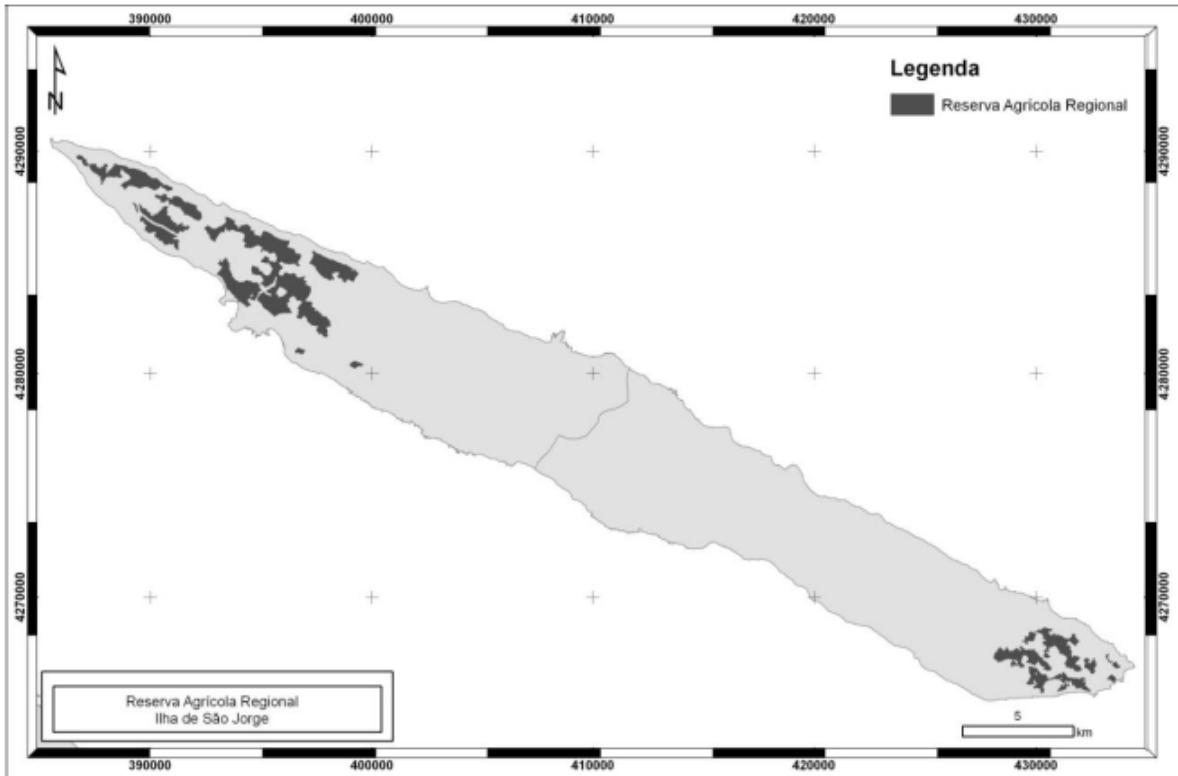 390000 400000 410000 420000 430000
N
Legenda
Reserva Agrícola Regional
4290000 4290000
4280000 4280000
4270000 4270000
Reserva Agrícola Regional
Ilha de São Jorge
5
km
390000 400000 410000 420000 430000